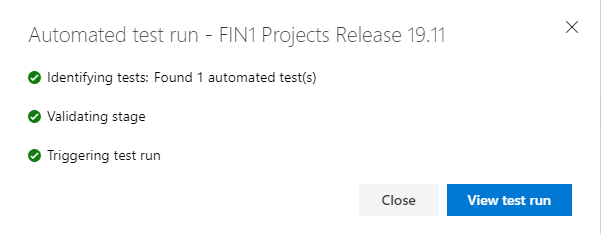 Automated test run - FIN1 Projects Release 19.11
Identifying tests: Found 1 automated test(s)
Validating stage
Triggering test run
Close
View test run